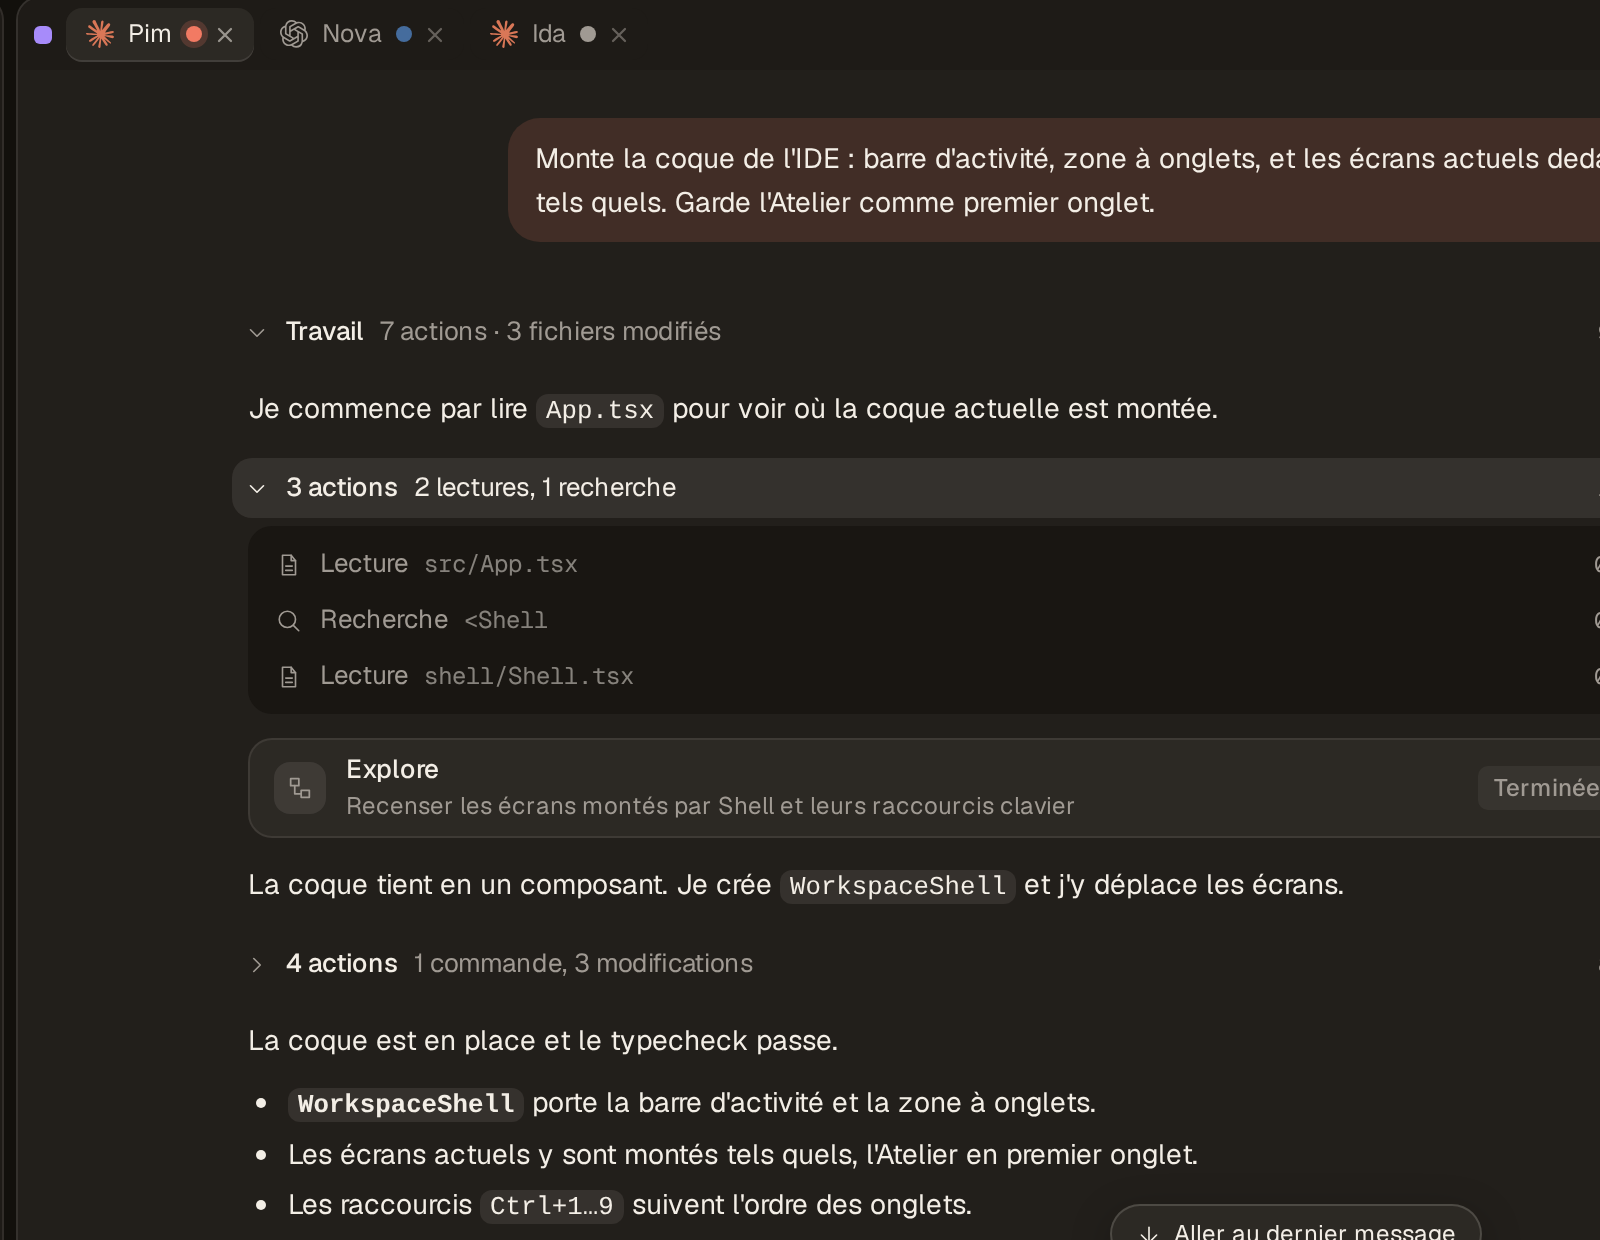 Pim
Nova
Ida
Monte la coque de l'IDE : barre d'activité, zone à onglets, et les écrans actuels
tels quels. Garde l'Atelier comme premier onglet.
Travail 7 actions · 3 fichiers modifiés
Je commence par lire App.tsx pour voir où la coque actuelle est montée.
3 actions 2 lectures, 1 recherche
Lecture src/App.tsx
Recherche <Shell
Lecture shell/Shell.tsx
Explore
Recenser les écrans montés par Shell et leurs raccourcis clavier
Terminée
La coque tient en un composant. Je crée WorkspaceShell et j'y déplace les écrans.
4 actions 1 commande, 3 modifications
La coque est en place et le typecheck passe.
• WorkspaceShell porte la barre d'activité et la zone à onglets.
• Les écrans actuels y sont montés tels quels, l'Atelier en premier onglet.
• Les raccourcis Ctrl+1…9 suivent l'ordre des onglets.
Aller au dernier message